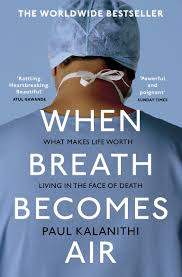 THE WORLDWIDE BESTSELLER
'Rattling.
Heartbreaking.
Beautiful.'
ATUL GAWANDE
'Powerful
and
poignant'
SUNDAY TIMES
WHEN
WHAT MAKES LIFE WORTH
BREATH
LIVING IN THE FACE OF DEATH
BECOMES
PAUL KALANITHI
AIR